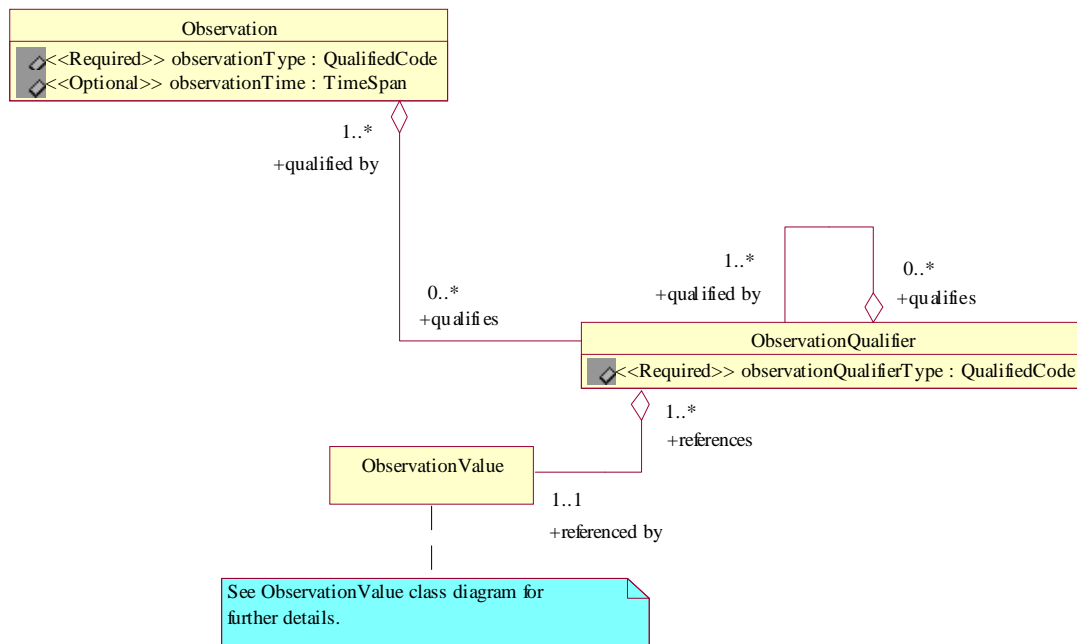 Observation
<<Required>> observationType : QualifiedCode
<<Optional>> observationTime : TimeSpan
1..*
+qualified by
0..*
+qualifies
1..*
+qualified by
0..*
+qualifies
ObservationQualifier
<<Required>> observationQualifierType : QualifiedCode
1..*
+references
ObservationValue
1..1
+referenced by
See ObservationValue class diagram for
further details.